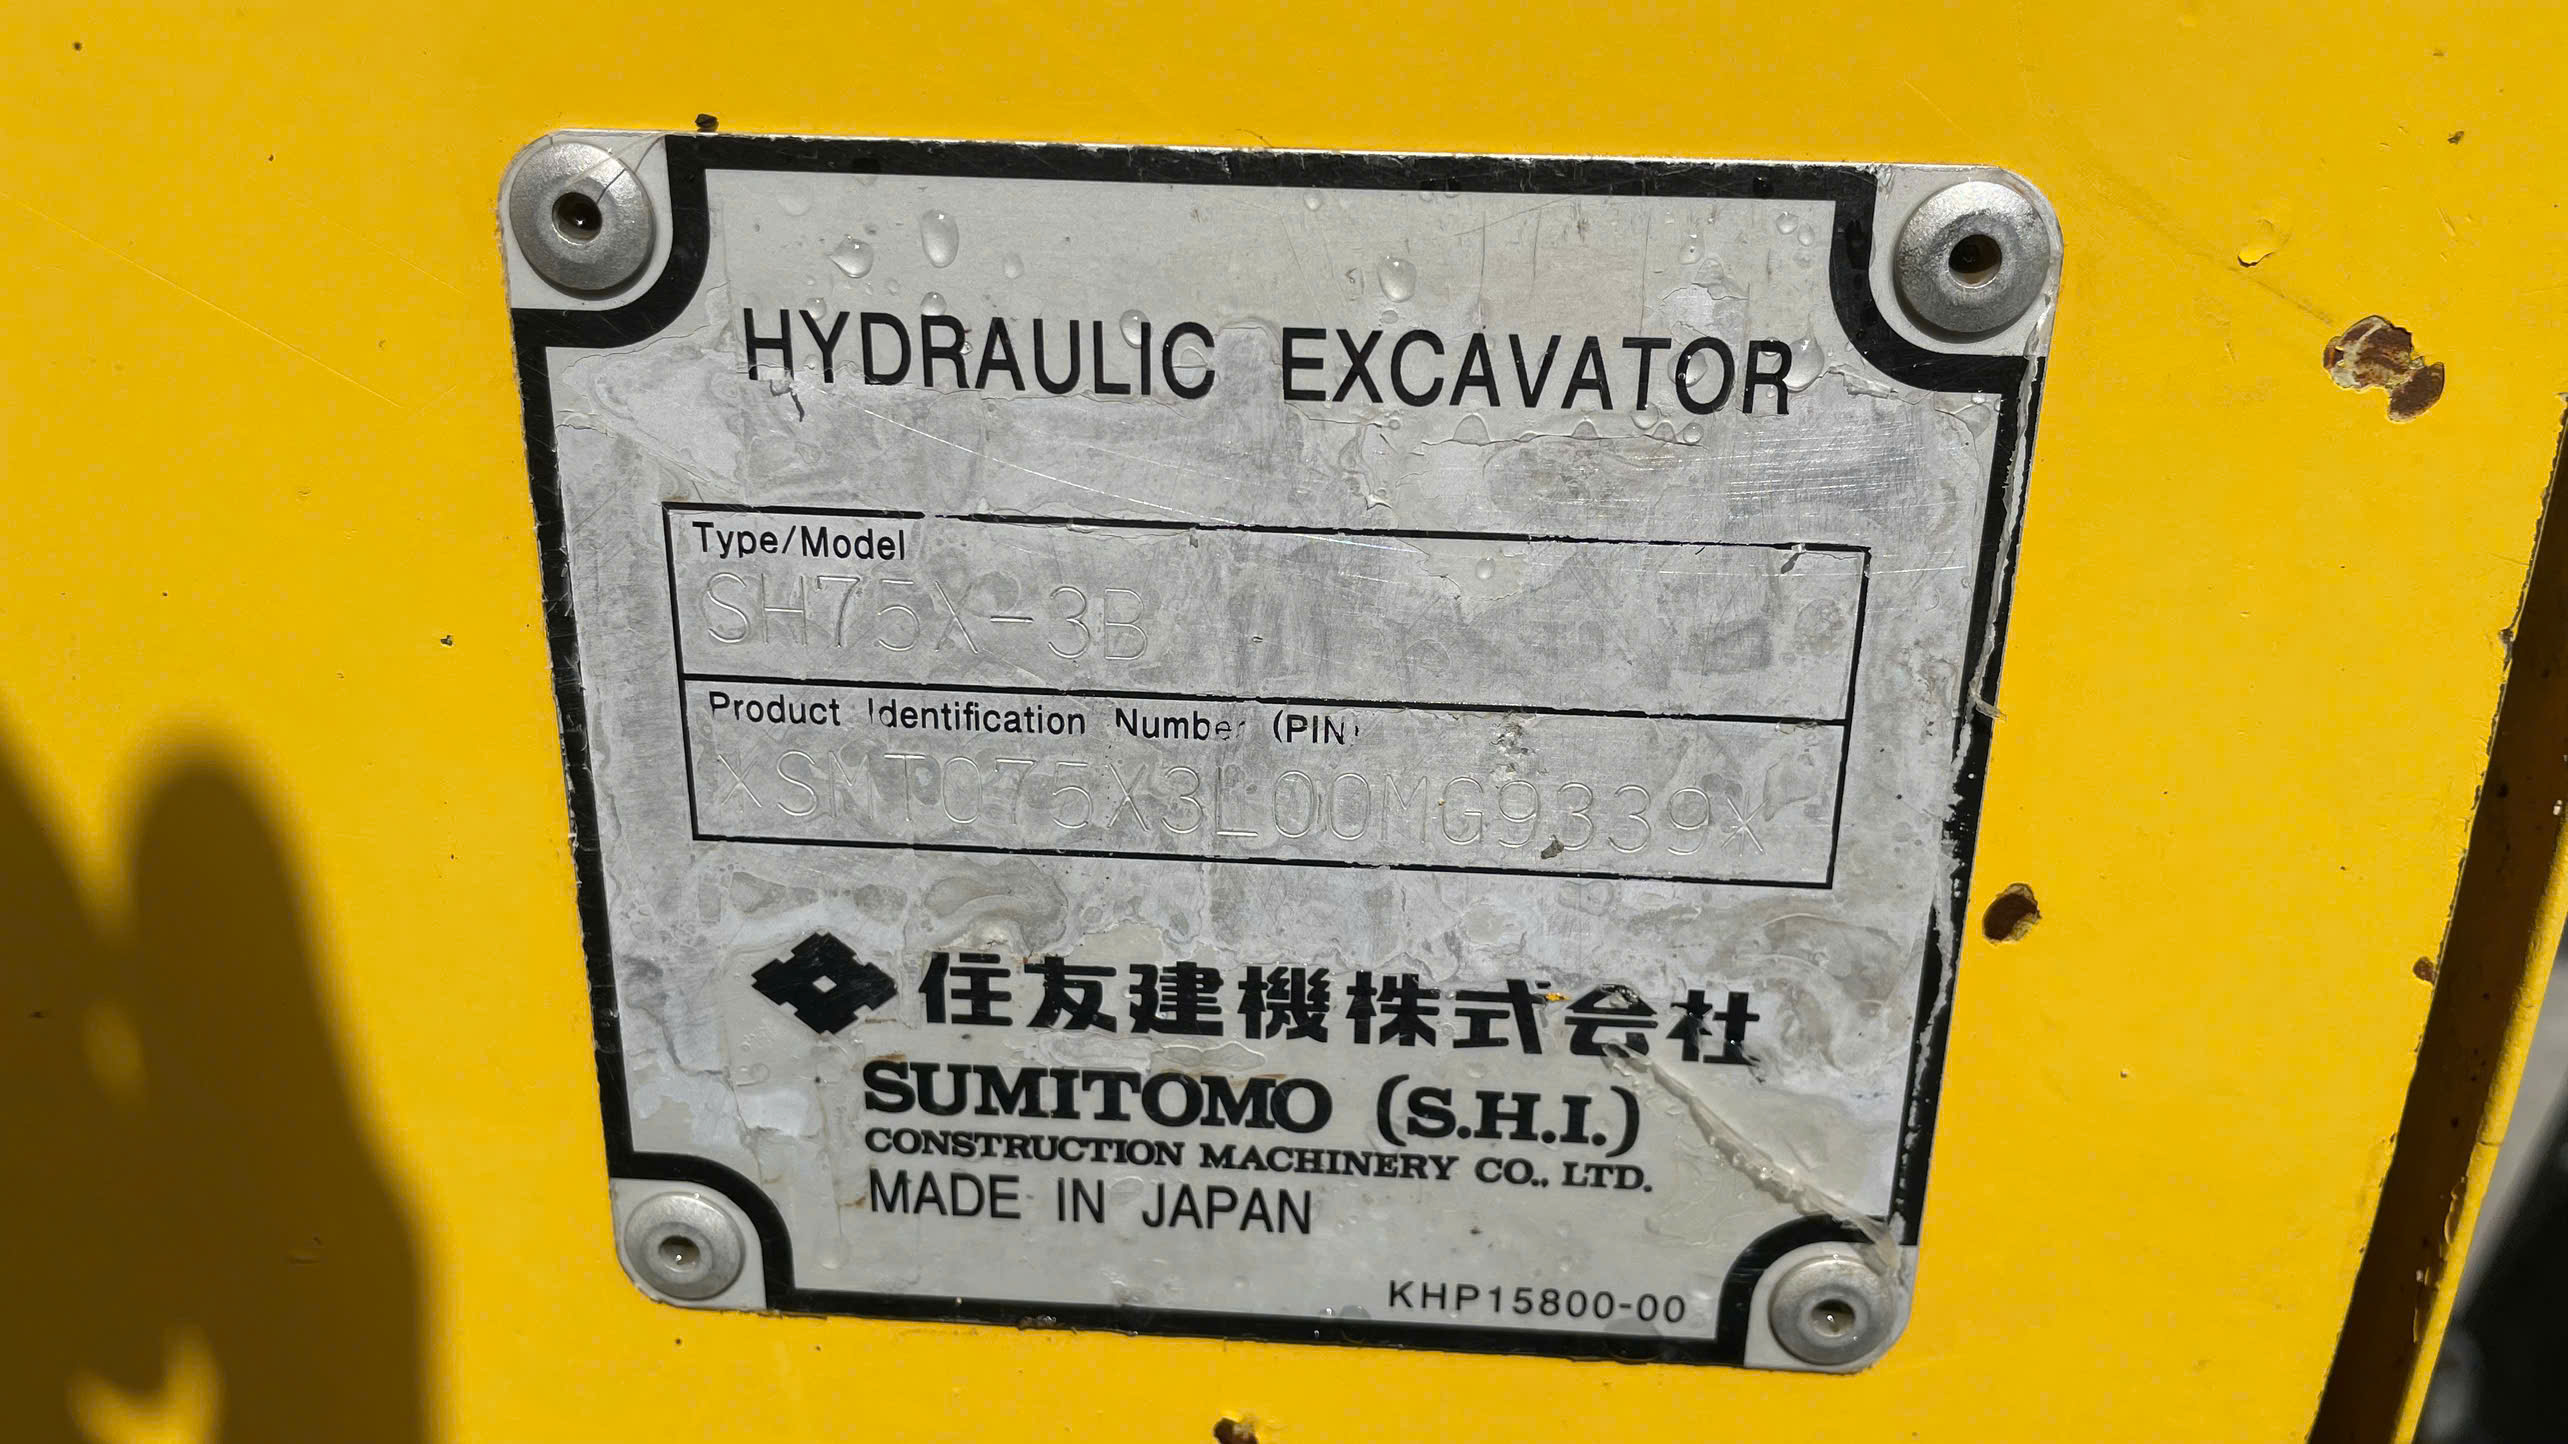 HYDRAULIC EXCAVATOR
Type/Model
SH75X-3B
Product Identification Number (PIN)
*SMT075X3L00MG9339*
住友建機株式会社
SUMITOMO (S.H.I.)
CONSTRUCTION MACHINERY CO., LTD.
MADE IN JAPAN
KHP15800-00